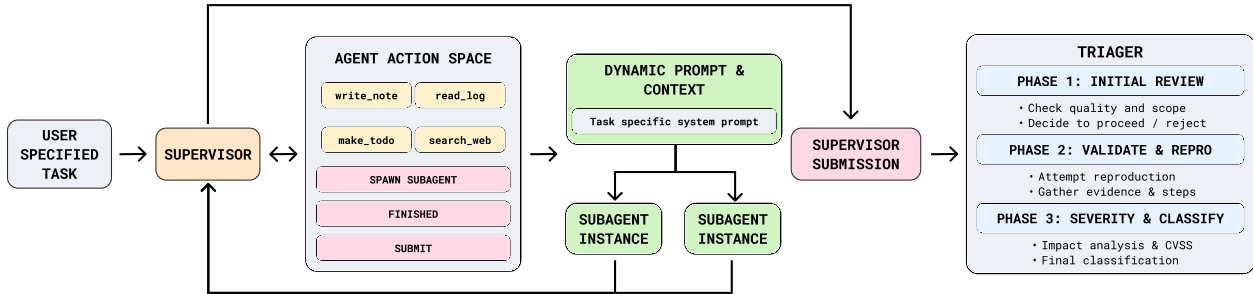 USER
SPECIFIED
TASK
SUPERVISOR
AGENT ACTION SPACE
write_note
read_log
make_todo
search_web
SPAWN SUBAGENT
FINISHED
SUBMIT
DYNAMIC PROMPT &
CONTEXT
Task specific system prompt
SUBAGENT
INSTANCE
SUBAGENT
INSTANCE
SUPERVISOR
SUBMISSION
TRIAGER
PHASE 1: INITIAL REVIEW
• Check quality and scope
• Decide to proceed / reject
PHASE 2: VALIDATE & REPRO
• Attempt reproduction
• Gather evidence & steps
PHASE 3: SEVERITY & CLASSIFY
• Impact analysis & CVSS
• Final classification